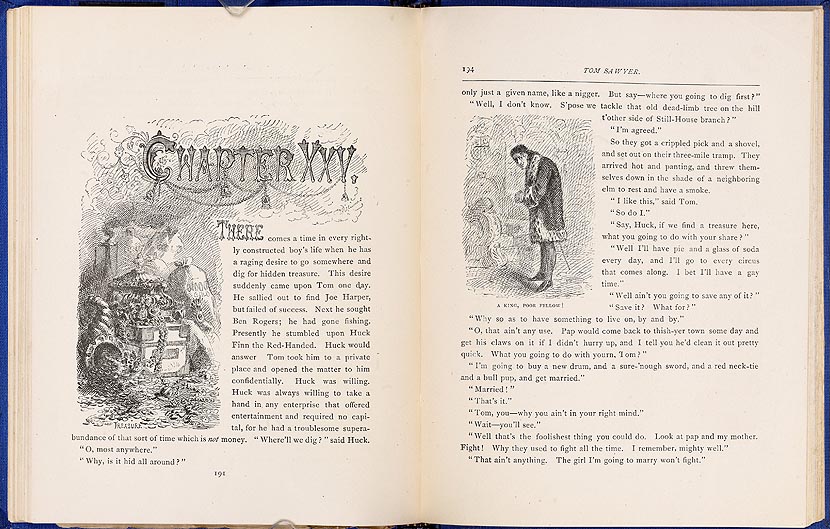 CHAPTER XXV.
THERE comes a time in every right-
ly constructed boy's life when he has
a raging desire to go somewhere and
dig for hidden treasure. This desire
suddenly came upon Tom one day.
He sallied out to find Joe Harper,
but failed of success. Next he sought
Ben Rogers; he had gone fishing.
Presently he stumbled upon Huck
Finn the Red-Handed. Huck would
answer Tom took him to a private
place and opened the matter to him
confidentially. Huck was willing.
Huck was always willing to take a
hand in any enterprise that offered
entertainment and required no capi-
tal, for he had a troublesome supera-
bundance of that sort of time which is not money. "Where'll we dig?" said Huck.
"O, most anywhere."
"Why, is it hid all around?"
TREASURE
191
194
TOM SAWYER.
only just a given name, like a nigger. But say—where you going to dig first?"
"Well, I don't know. S'pose we tackle that old dead-limb tree on the hill
t'other side of Still-House branch?"
"I'm agreed."
So they got a crippled pick and a shovel,
and set out on their three-mile tramp. They
arrived hot and panting, and threw them-
selves down in the shade of a neighboring
elm to rest and have a smoke.
"I like this," said Tom.
"So do I."
"Say, Huck, if we find a treasure here,
what you going to do with your share?"
"Well I'll have pie and a glass of soda
every day, and I'll go to every circus
that comes along. I bet I'll have a gay
time."
"Well ain't you going to save any of it?"
"Save it? What for?"
A KING, POOR FELLOW!
"Why so as to have something to live on, by and by."
"O, that ain't any use. Pap would come back to thish-yer town some day and
get his claws on it if I didn't hurry up, and I tell you he'd clean it out pretty
quick. What you going to do with yourn, Tom?"
"I'm going to buy a new drum, and a sure-'nough sword, and a red neck-tie
and a bull pup, and get married."
"Married!"
"That's it."
"Tom, you—why you ain't in your right mind."
"Wait—you'll see."
"Well that's the foolishest thing you could do. Look at pap and my mother.
Fight! Why they used to fight all the time. I remember, mighty well."
"That ain't anything. The girl I'm going to marry won't fight."